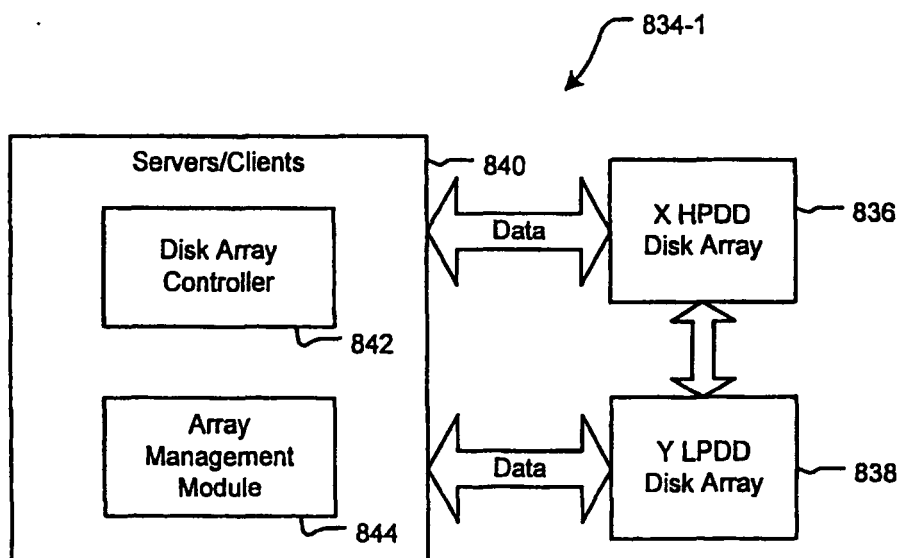 834-1
Servers/Clients
840
Disk Array
Controller
842
Data
X HPDD
Disk Array
836
Array
Management
Module
844
Data
Y LPDD
Disk Array
838